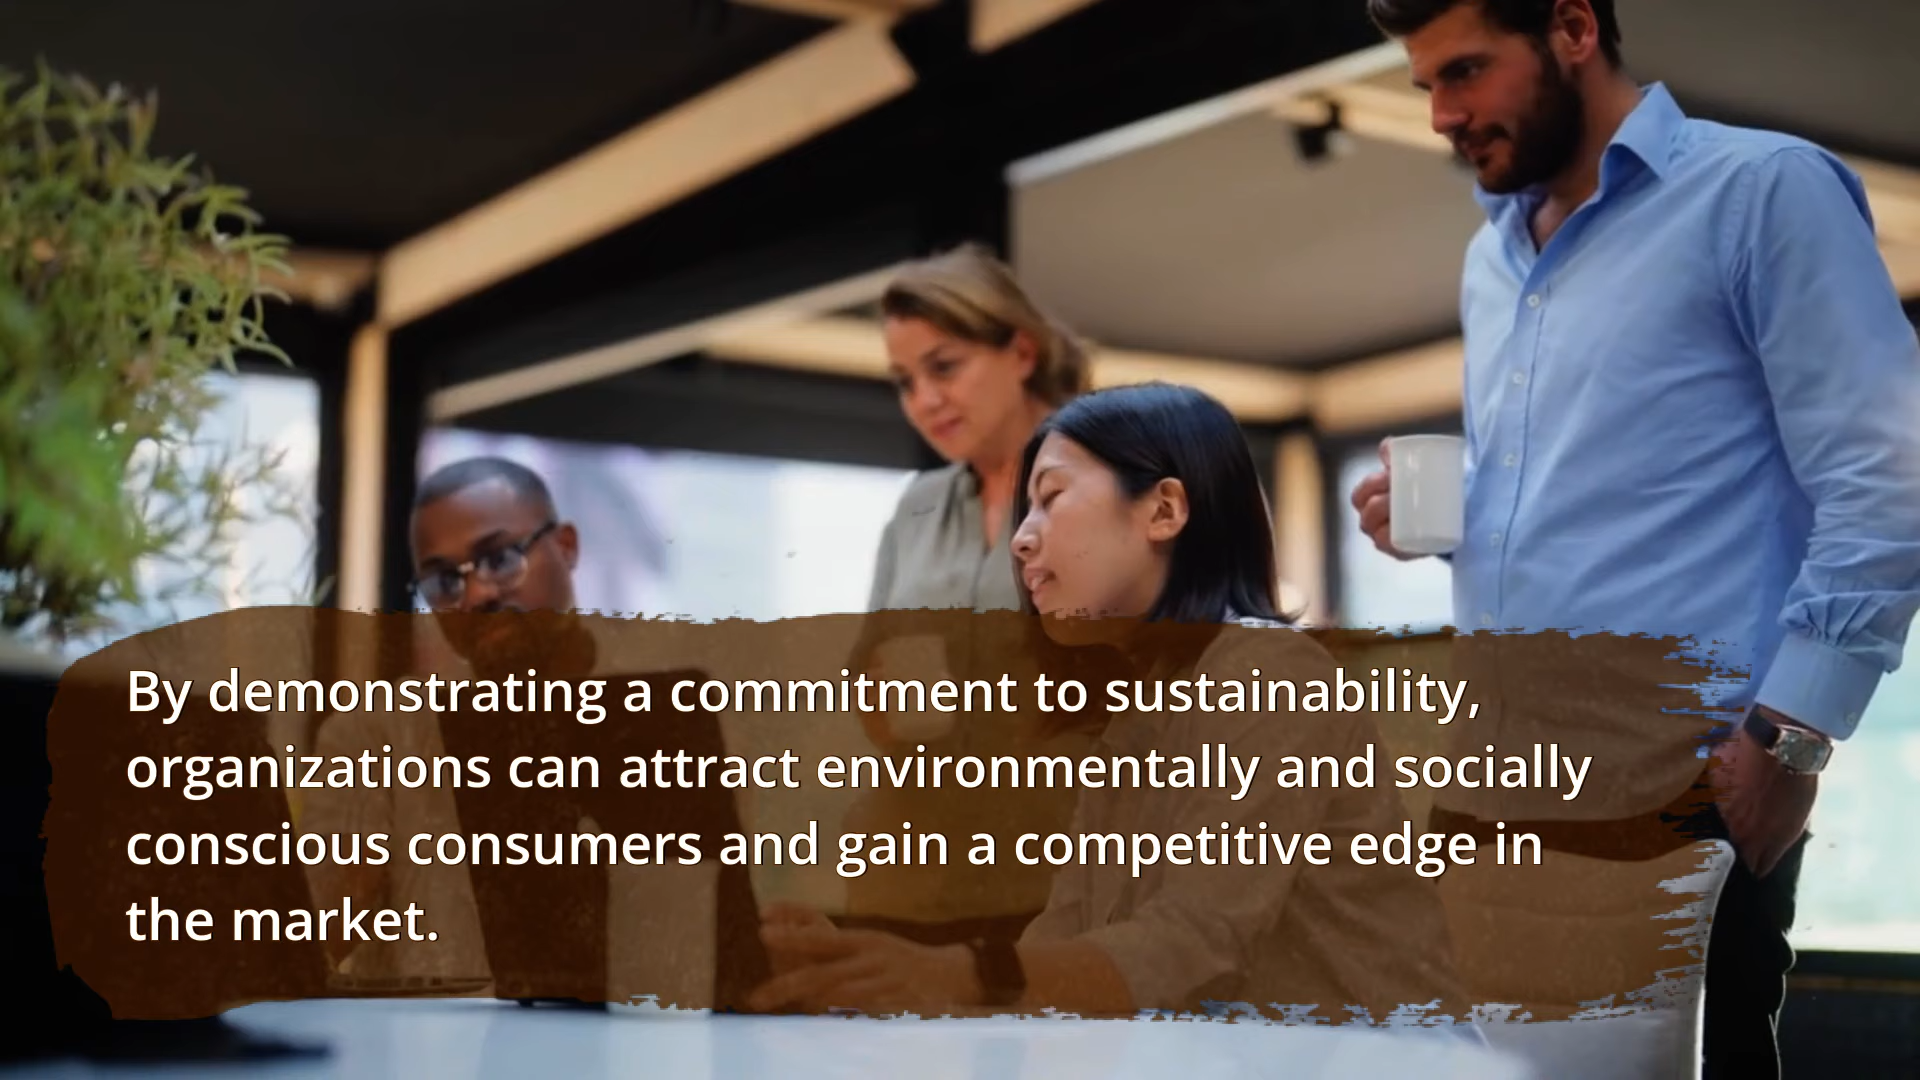 By demonstrating a commitment to sustainability,
organizations can attract environmentally and socially
conscious consumers and gain a competitive edge in
the market.